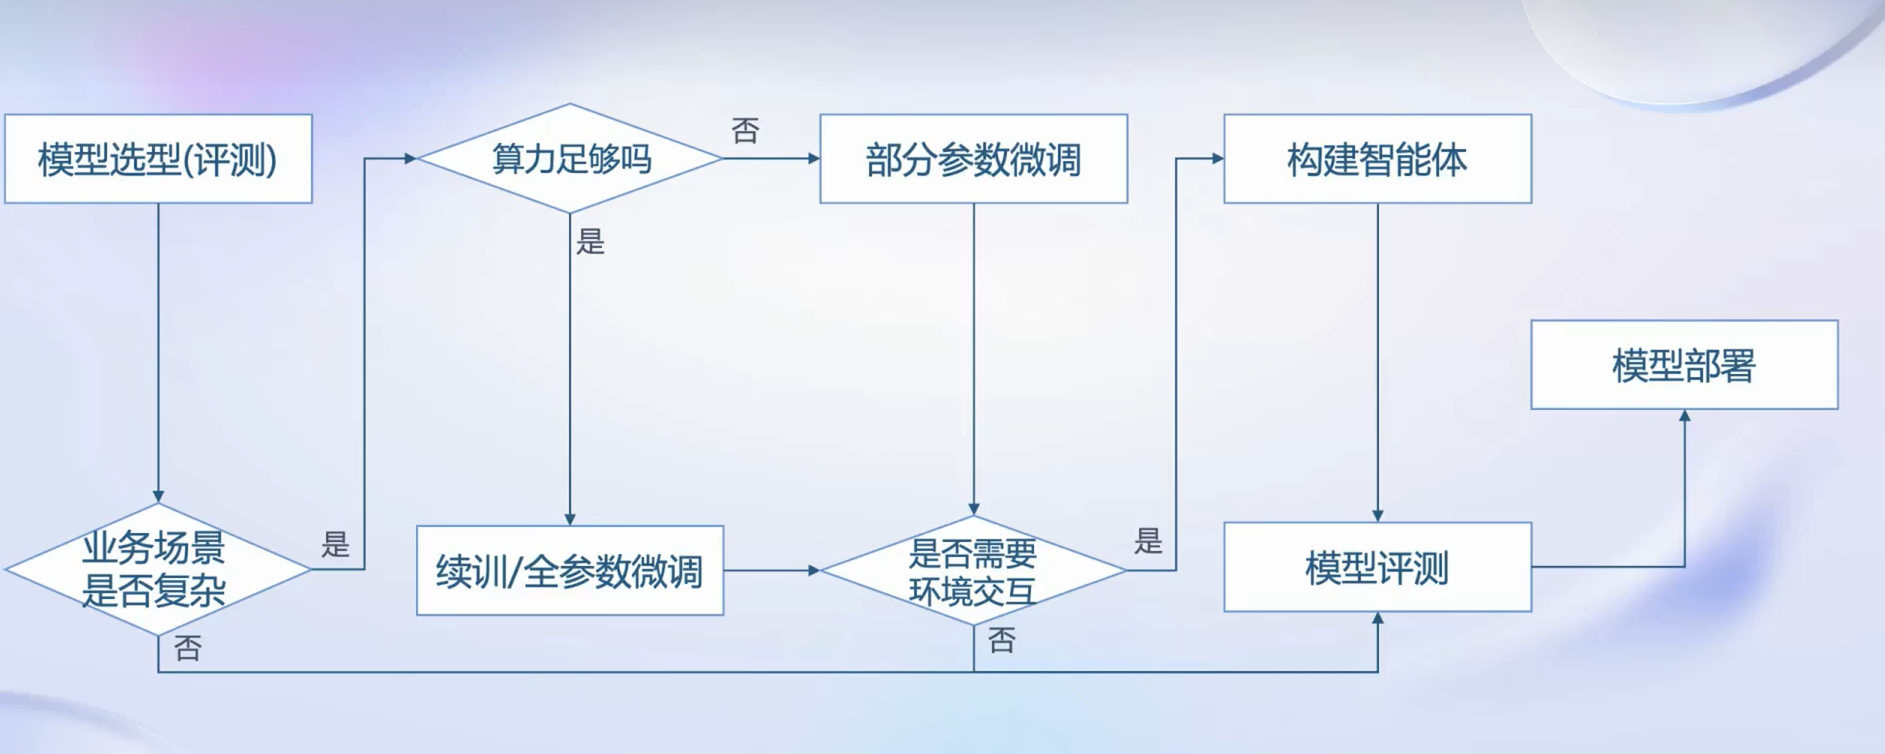 模型选型(评测)
算力足够吗
否
部分参数微调
构建智能体
是
模型部署
业务场景
是否复杂
是
续训/全参数微调
是否需要
环境交互
是
模型评测
否
否